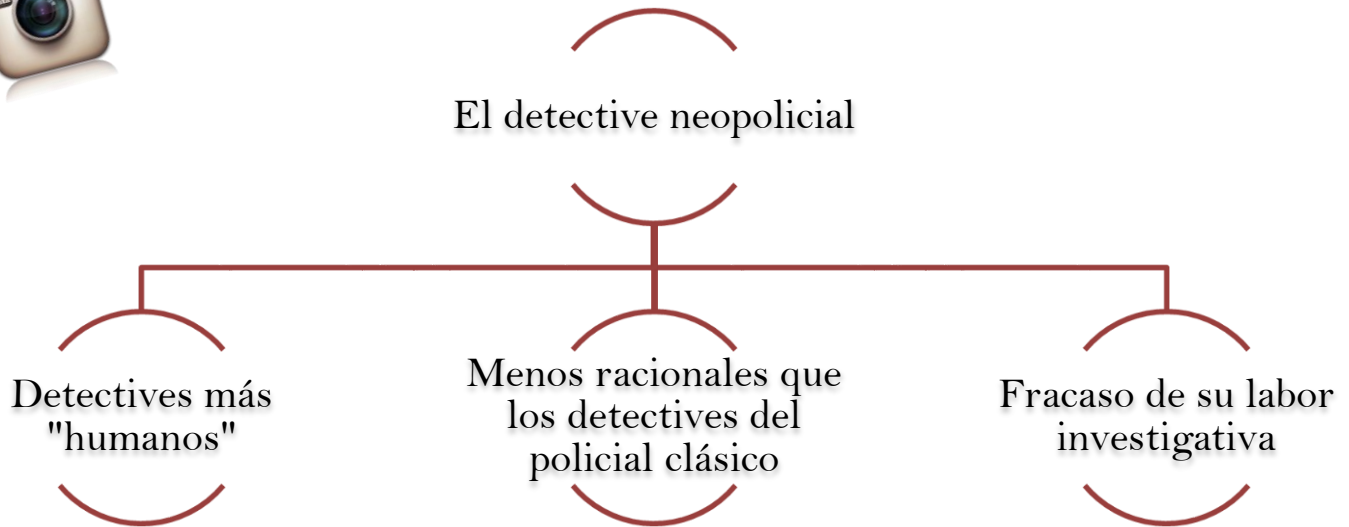 El detective neopolicial
Detectives más
"humanos"
Menos racionales que
los detectives del
policial clásico
Fracaso de su labor
investigativa